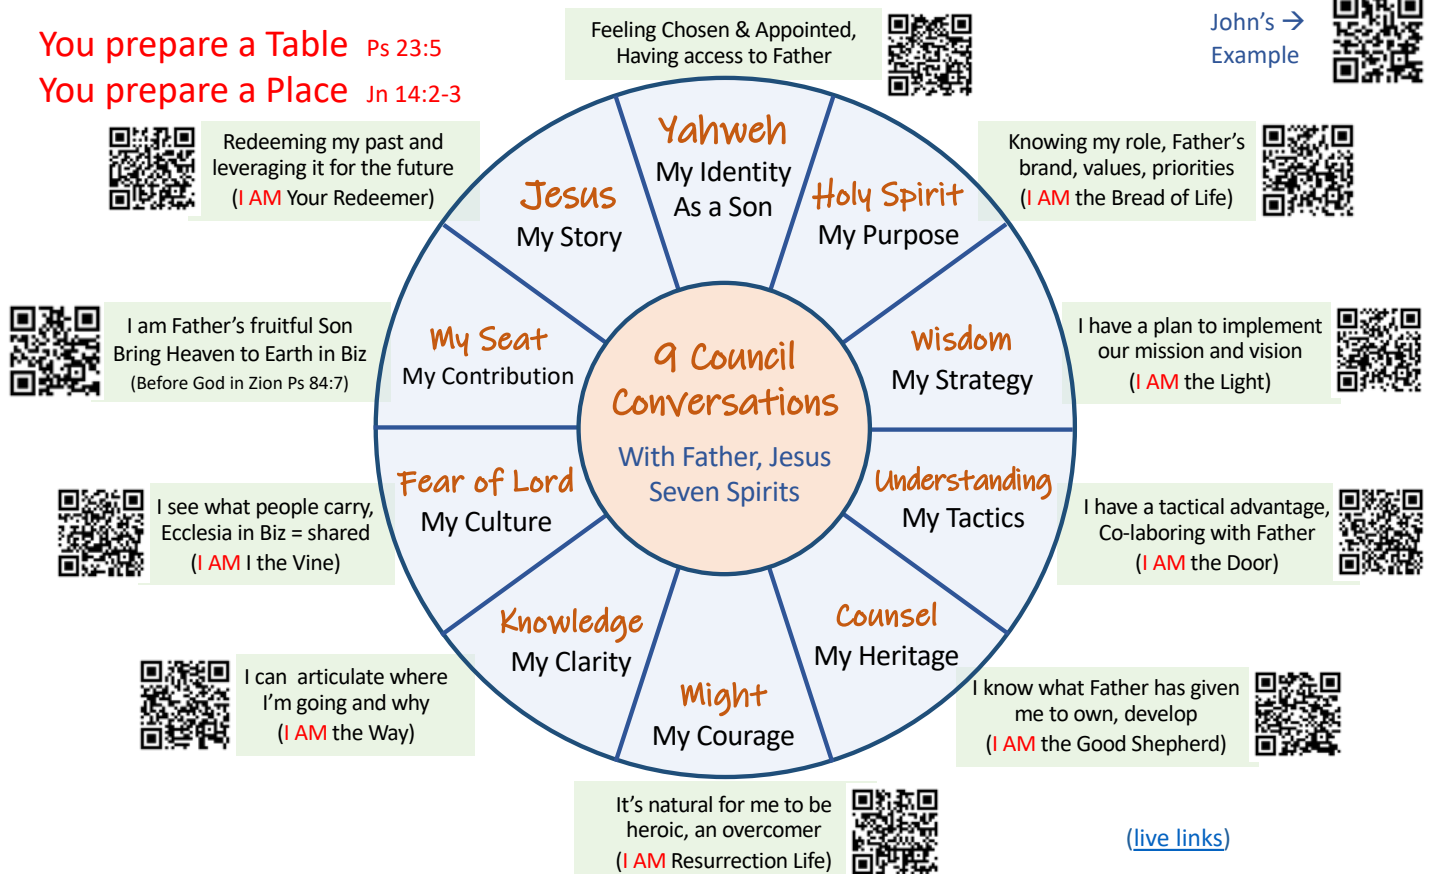 You prepare a Table Ps 23:5
You prepare a Place Jn 14:2-3
Feeling Chosen & Appointed,
Having access to Father
John's →
Example
Redeeming my past and
leveraging it for the future
(I AM Your Redeemer)
Knowing my role, Father's
brand, values, priorities
(I AM the Bread of Life)
Yahweh
My Identity
As a Son
Jesus
My Story
Holy Spirit
My Purpose
I am Father's fruitful Son
Bring Heaven to Earth in Biz
(Before God in Zion Ps 84:7)
My Seat
My Contribution
9 Council
Conversations
With Father, Jesus
Seven Spirits
Wisdom
My Strategy
I have a plan to implement
our mission and vision
(I AM the Light)
I see what people carry,
Ecclesia in Biz = shared
(I AM I the Vine)
Fear of Lord
My Culture
Understanding
My Tactics
I have a tactical advantage,
Co-laboring with Father
(I AM the Door)
I can articulate where
I'm going and why
(I AM the Way)
Knowledge
My Clarity
Might
My Courage
Counsel
My Heritage
I know what Father has given
me to own, develop
(I AM the Good Shepherd)
It's natural for me to be
heroic, an overcomer
(I AM Resurrection Life)
(live links)